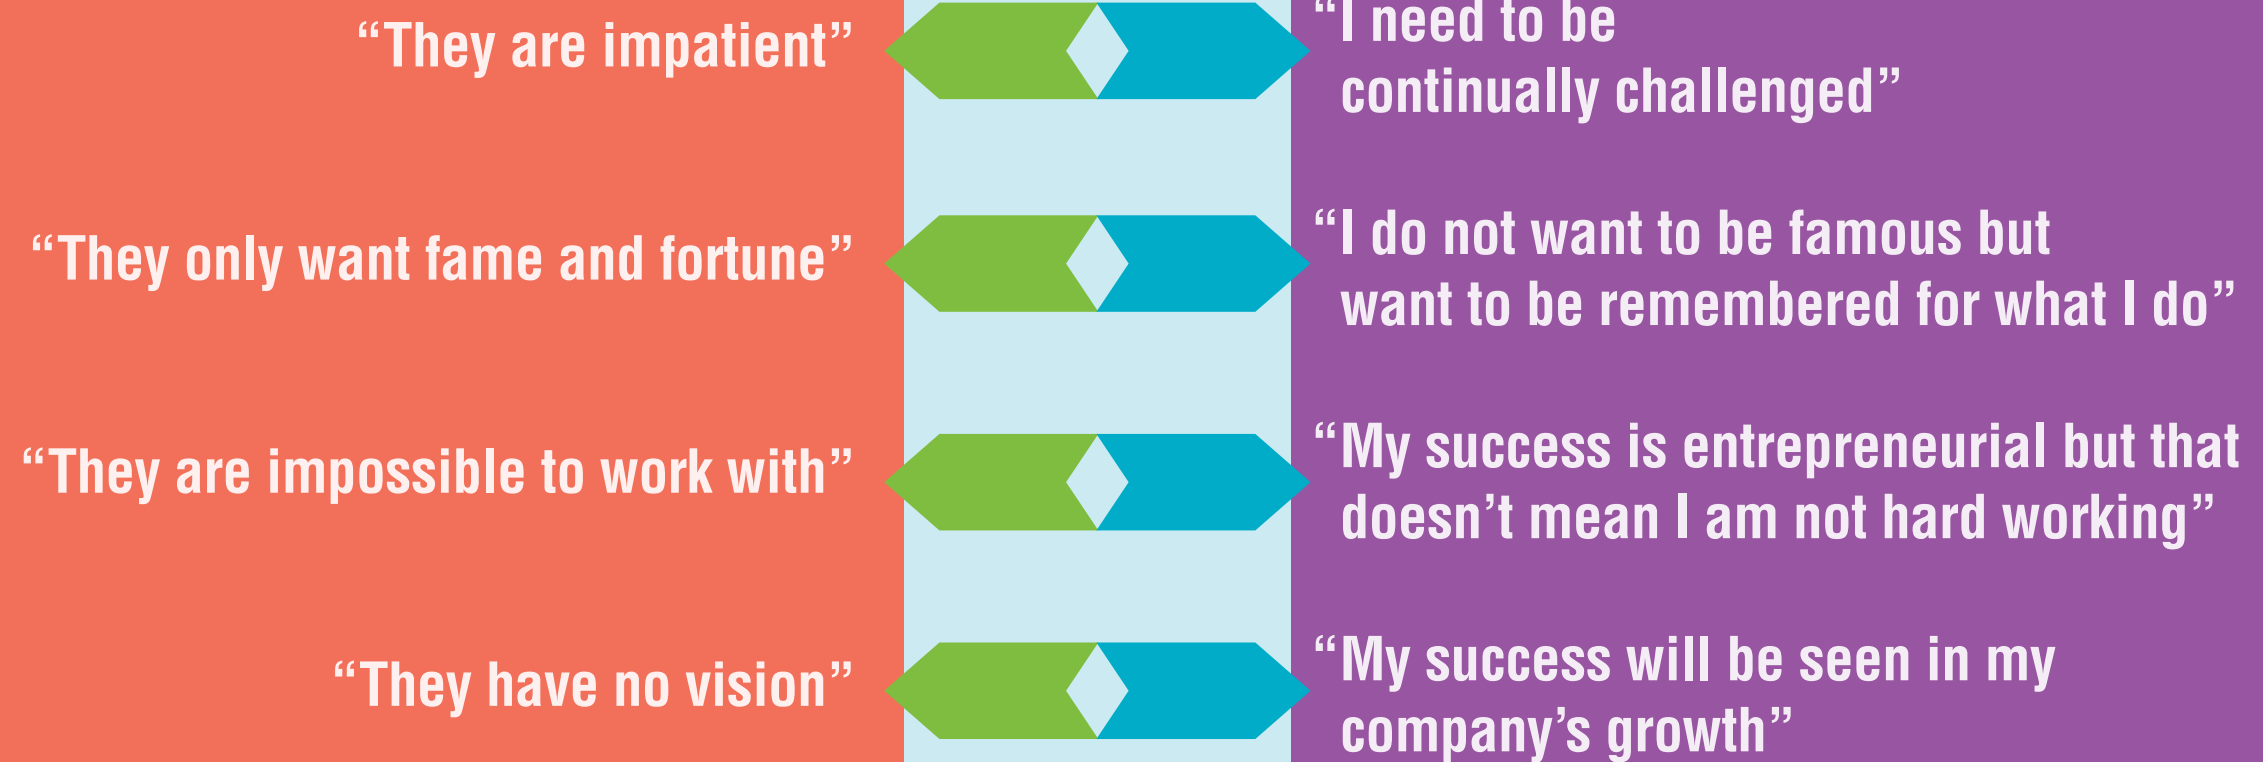 “They are impatient”
“I need to be
continually challenged”
“They only want fame and fortune”
“I do not want to be famous but
want to be remembered for what I do”
“They are impossible to work with”
“My success is entrepreneurial but that
doesn’t mean I am not hard working”
“They have no vision”
“My success will be seen in my
company’s growth”